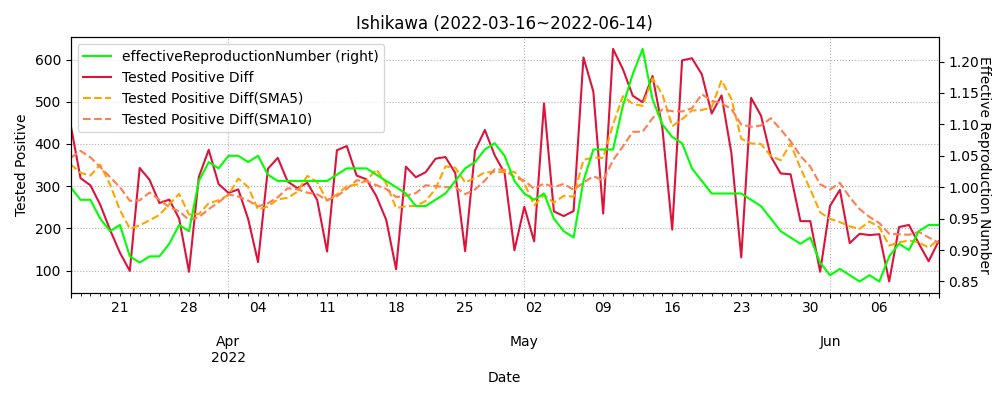 Ishikawa (2022-03-16~2022-06-14)
effectiveReproductionNumber (right)
Tested Positive Diff
Tested Positive Diff(SMA5)
Tested Positive Diff(SMA10)
Tested Positive
600
500
400
300
200
100
1.20
1.15
1.10
1.05
1.00
0.95
0.90
0.85
Effective Reproduction Number
21 28 04 11 18 25 02 09 16 23 30 06
Apr May Jun
2022
Date